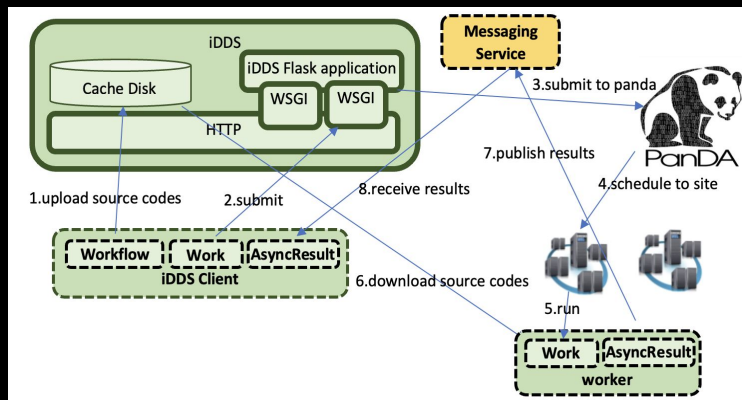 iDDS
Messaging
Service
iDDS Flask application
Cache Disk
WSGI
WSGI
HTTP
3.submit to panda
PanDA
7.publish results
4.schedule to site
1.upload source codes
2.submit
8.receive results
Workflow
Work
AsyncResult
iDDS Client
6.download source codes
5.run
Work
AsyncResult
worker